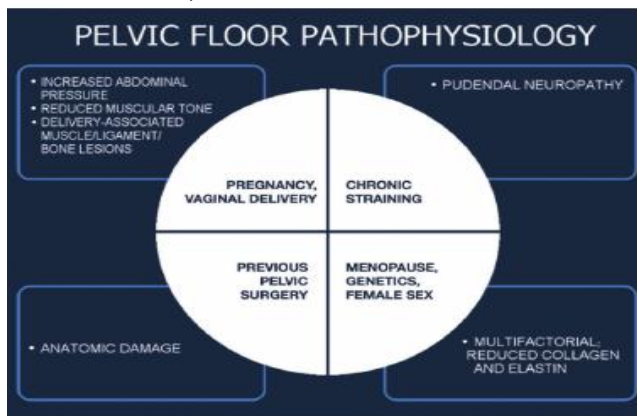 PELVIC FLOOR PATHOPHYSIOLOGY
• INCREASED ABDOMINAL
PRESSURE
• REDUCED MUSCULAR TONE
• DELIVERY-ASSOCIATED
MUSCLE/LIGAMENT/
BONE LESIONS
• PUDENDAL NEUROPATHY
PREGNANCY,
VAGINAL DELIVERY
CHRONIC
STRAINING
PREVIOUS
PELVIC
SURGERY
MENOPAUSE,
GENETICS,
FEMALE SEX
• ANATOMIC DAMAGE
• MULTIFACTORIAL;
REDUCED COLLAGEN
AND ELASTIN